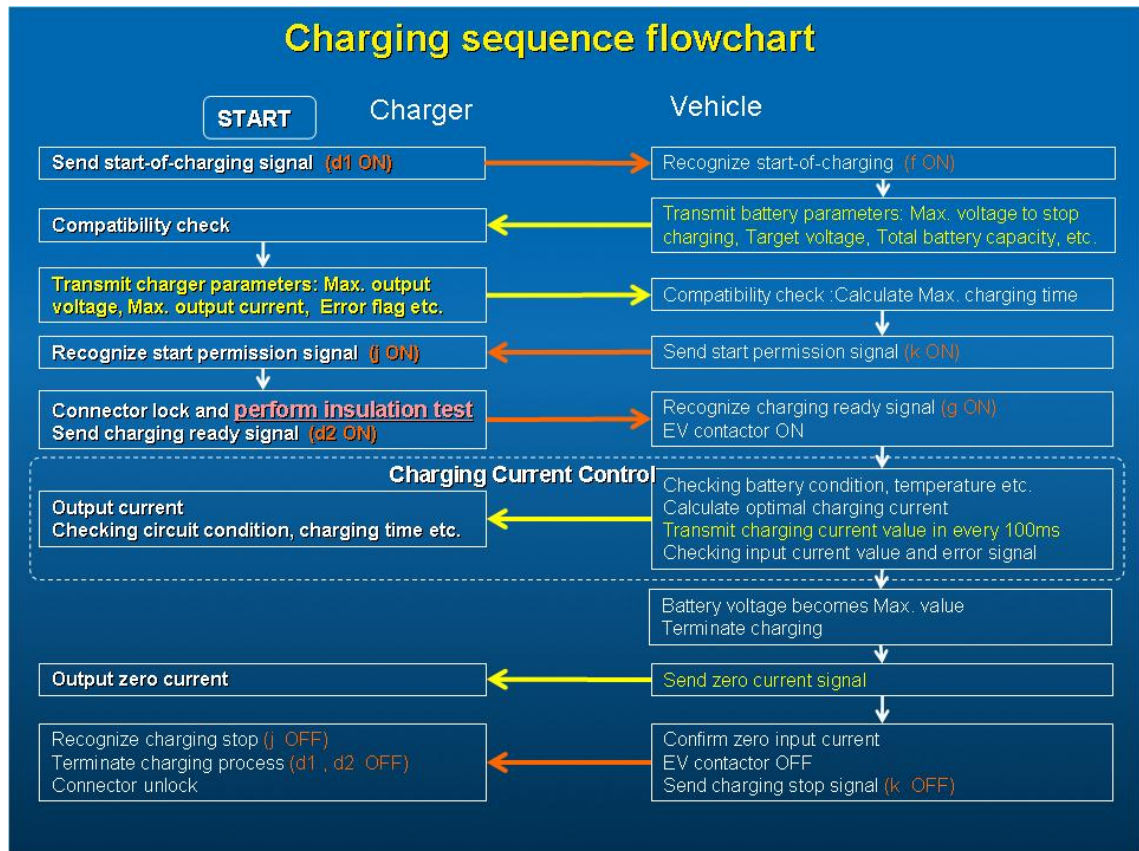 Charging sequence flowchart
START
Charger
Vehicle
Send start-of-charging signal (d1 ON)
Recognize start-of-charging (f ON)
Transmit battery parameters: Max. voltage to stop
charging, Target voltage, Total battery capacity, etc.
Compatibility check
Transmit charger parameters: Max. output
voltage, Max. output current, Error flag etc.
Compatibility check :Calculate Max. charging time
Recognize start permission signal (j ON)
Send start permission signal (k ON)
Connector lock and perform insulation test
Send charging ready signal (d2 ON)
Recognize charging ready signal (g ON)
EV contactor ON
Charging Current Control
Output current
Checking circuit condition, charging time etc.
Checking battery condition, temperature etc.
Calculate optimal charging current
Transmit charging current value in every 100ms
Checking input current value and error signal
Battery voltage becomes Max. value
Terminate charging
Output zero current
Send zero current signal
Recognize charging stop (j OFF)
Terminate charging process (d1 , d2 OFF)
Connector unlock
Confirm zero input current
EV contactor OFF
Send charging stop signal (k OFF)